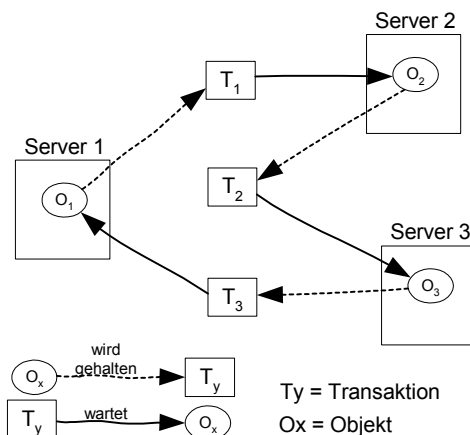 Server 2
T1
O2
Server 1
O1
T2
Server 3
T3
O3
wird
gehalten
Ox
Ty
Ty
wartet
Ox
Ty = Transaktion
Ox = Objekt